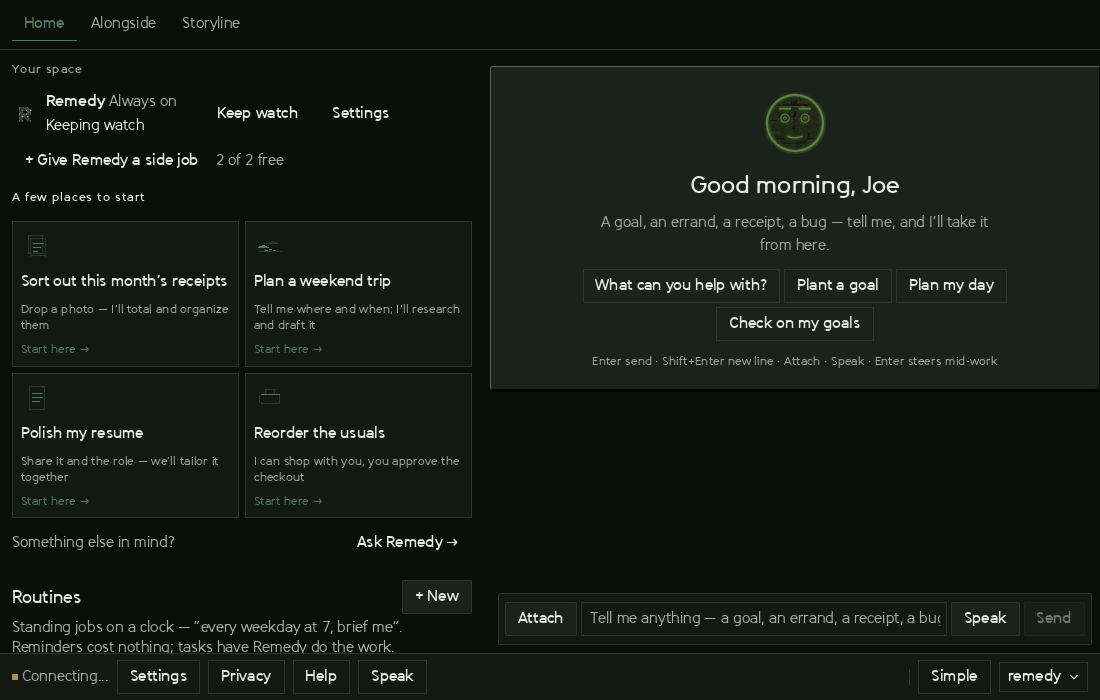 Home Alongside Storyline
Your space
Remedy Always on
Keeping watch
Keep watch
Settings
+ Give Remedy a side job 2 of 2 free
A few places to start
Sort out this month's receipts
Drop a photo — I'll total and organize
them
Start here →
Plan a weekend trip
Tell me where and when; I'll research
and draft it
Start here →
Polish my resume
Share it and the role — we'll tailor it
together
Start here →
Reorder the usuals
I can shop with you, you approve the
checkout
Start here →
Something else in mind? Ask Remedy →
Routines + New
Standing jobs on a clock — "every weekday at 7, brief me".
Reminders cost nothing; tasks have Remedy do the work.
Good morning, Joe
A goal, an errand, a receipt, a bug — tell me, and I'll take it
from here.
What can you help with? Plant a goal Plan my day
Check on my goals
Enter send · Shift+Enter new line · Attach · Speak · Enter steers mid-work
Attach Tell me anything — a goal, an errand, a receipt, a bug Speak Send
Connecting... Settings Privacy Help Speak Simple remedy